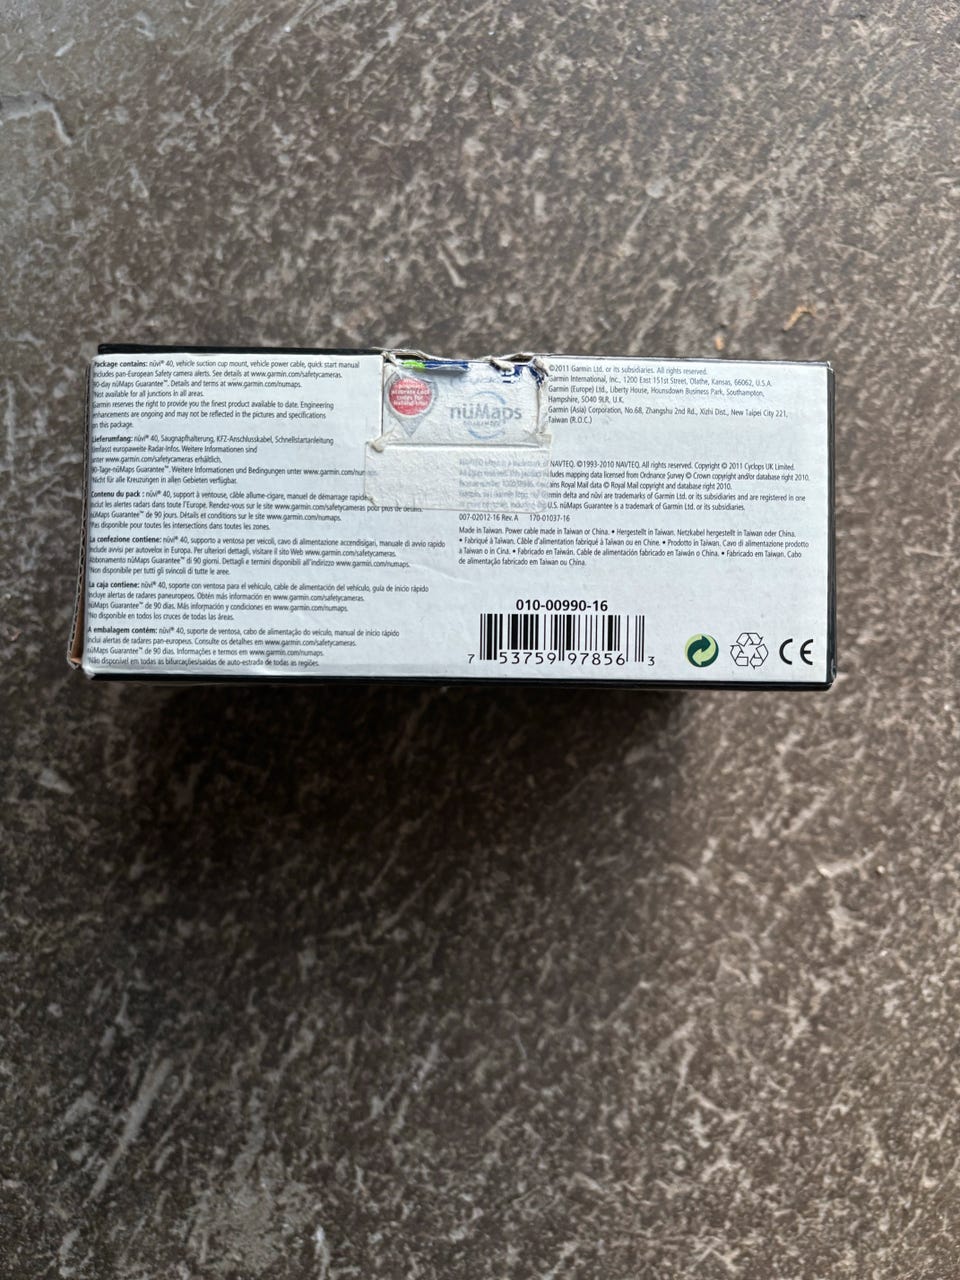 Package contains: nüvi® 40, vehicle suction cup mount, vehicle power cable, quick start manual
Includes pan-European Safety camera alerts. See details at www.garmin.com/safetycameras.
90-day nüMaps Guarantee™. Details and terms at www.garmin.com/numaps.
Not available for all junctions in all areas.
Garmin reserves the right to provide you the finest product available to date. Engineering
enhancements are ongoing and may not be reflected in the pictures and specifications
on this package.
Lieferumfang: nüvi® 40, Saugnapfhalterung, KFZ-Anschlusskabel, Schnellstartanleitung
Umfasst europaweite Radar-Infos. Weitere Informationen sind
unter www.garmin.com/safetycameras erhältlich.
90-Tage-nüMaps Guarantee™. Weitere Informationen und Bedingungen unter www.garmin.com/numaps
Nicht für alle Kreuzungen in allen Gebieten verfügbar.
Contenu du pack : nüvi® 40, support à ventouse, câble allume-cigare, manuel de démarrage rapide
Inclut les alertes radars dans toute l'Europe. Rendez-vous sur le site www.garmin.com/safetycameras pour plus de détails.
nüMaps Guarantee™ de 90 jours. Détails et conditions sur le site www.garmin.com/numaps.
Pas disponible pour toutes les intersections dans toutes les zones.
La confezione contiene: nüvi® 40, supporto a ventosa per veicoli, cavo di alimentazione accendisigari, manuale di avvio rapido
Include avvisi per autovelox in Europa. Per ulteriori dettagli, visitare il sito Web www.garmin.com/safetycameras.
Abbonamento nüMaps Guarantee™ di 90 giorni. Dettagli e termini disponibili all'indirizzo www.garmin.com/numaps.
Non disponibile per tutti gli svincoli di tutte le aree.
La caja contiene: nüvi® 40, soporte con ventosa para el vehículo, cable de alimentación del vehículo, guía de inicio rápido
Incluye alertas de radares paneuropeos. Obtén más información en www.garmin.com/safetycameras.
nüMaps Guarantee™ de 90 días. Más información y condiciones en www.garmin.com/numaps.
No disponible en todos los cruces de todas las áreas.
A embalagem contém: nüvi® 40, suporte de ventosa, cabo de alimentação do veículo, manual de início rápido
Inclui alertas de radares pan-europeus. Consulte os detalhes em www.garmin.com/safetycameras.
nüMaps Guarantee™ de 90 dias. Informações e termos em www.garmin.com/numaps.
Não disponível em todas as bifurcações/saídas de auto-estrada de todas as regiões.
nüMaps
©2011 Garmin Ltd. or its subsidiaries. All rights reserved.
Garmin International, Inc., 1200 East 151st Street, Olathe, Kansas, 66062, U.S.A.
Garmin (Europe) Ltd., Liberty House, Hounsdown Business Park, Southampton,
Hampshire, SO40 9LR, U.K.
Garmin (Asia) Corporation, No.68, Zhangshu 2nd Rd., Xizhi Dist., New Taipei City 221,
Taiwan (R.O.C.)
is a trademark of NAVTEQ. ©1993-2010 NAVTEQ. All rights reserved. Copyright © 2011 Cyclops UK Limited.
All rights reserved. This product includes mapping data licensed from Ordnance Survey © Crown copyright and/or database right 2010.
contains Royal Mail data © Royal Mail copyright and database right 2010.
Garmin delta and nüvi are trademarks of Garmin Ltd. or its subsidiaries and are registered in one
or more countries, including the U.S. nüMaps Guarantee is a trademark of Garmin Ltd. or its subsidiaries.
007-02012-16 Rev. A 170-01037-16
Made in Taiwan. Power cable made in Taiwan or China. • Hergestellt in Taiwan. Netzkabel hergestellt in Taiwan oder China.
• Fabriqué à Taiwan. Câble d'alimentation fabriqué à Taiwan ou en Chine. • Prodotto in Taiwan. Cavo di alimentazione prodotto
a Taiwan o in Cina. • Fabricado en Taiwán. Cable de alimentación fabricado en Taiwán o China. • Fabricado em Taiwan. Cabo
de alimentação fabricado em Taiwan ou China.
010-00990-16
7 53759 97856 3
CE